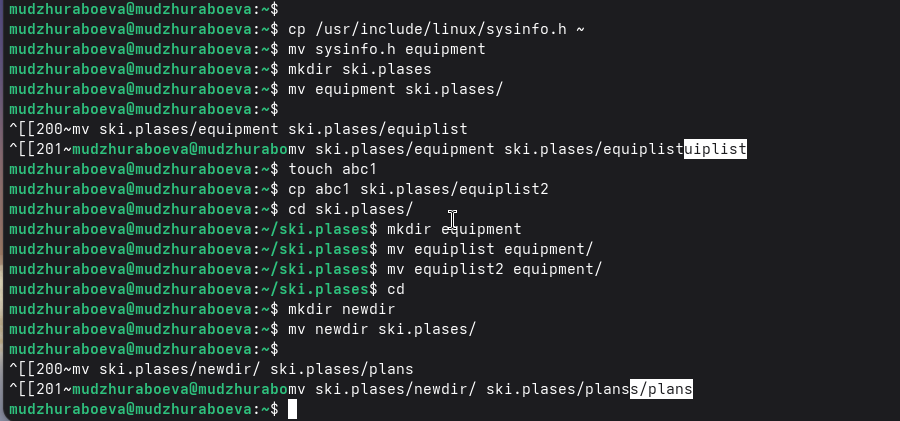 mudzhuraboeva@mudzhuraboeva:~$
mudzhuraboeva@mudzhuraboeva:~$ cp /usr/include/linux/sysinfo.h ~
mudzhuraboeva@mudzhuraboeva:~$ mv sysinfo.h equipment
mudzhuraboeva@mudzhuraboeva:~$ mkdir ski.plases
mudzhuraboeva@mudzhuraboeva:~$ mv equipment ski.plases/
mudzhuraboeva@mudzhuraboeva:~$
^[[200~mv ski.plases/equipment ski.plases/equiplist
^[[201~mudzhuraboeva@mudzhurabomv ski.plases/equipment ski.plases/equiplistuiplist
mudzhuraboeva@mudzhuraboeva:~$ touch abc1
mudzhuraboeva@mudzhuraboeva:~$ cp abc1 ski.plases/equiplist2
mudzhuraboeva@mudzhuraboeva:~$ cd ski.plases/
mudzhuraboeva@mudzhuraboeva:~/ski.plases$ mkdir equipment
mudzhuraboeva@mudzhuraboeva:~/ski.plases$ mv equiplist equipment/
mudzhuraboeva@mudzhuraboeva:~/ski.plases$ mv equiplist2 equipment/
mudzhuraboeva@mudzhuraboeva:~/ski.plases$ cd
mudzhuraboeva@mudzhuraboeva:~$ mkdir newdir
mudzhuraboeva@mudzhuraboeva:~$ mv newdir ski.plases/
mudzhuraboeva@mudzhuraboeva:~$
^[[200~mv ski.plases/newdir/ ski.plases/plans
^[[201~mudzhuraboeva@mudzhurabomv ski.plases/newdir/ ski.plases/planss/plans
mudzhuraboeva@mudzhuraboeva:~$